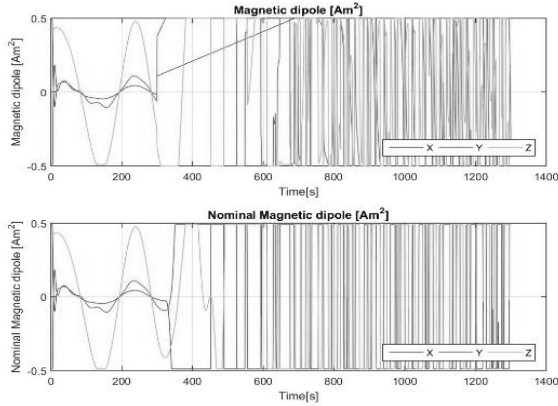 Magnetic dipole [Am²]
Magnetic dipole [Am²]
0.5
0
-0.5
0 200 400 600 800 1000 1200 1400
X Y Z
Time[s]
Nominal Magnetic dipole [Am²]
Nominal Magnetic dipole [Am²]
0.5
0
-0.5
0 200 400 600 800 1000 1200 1400
X Y Z
Time[s]